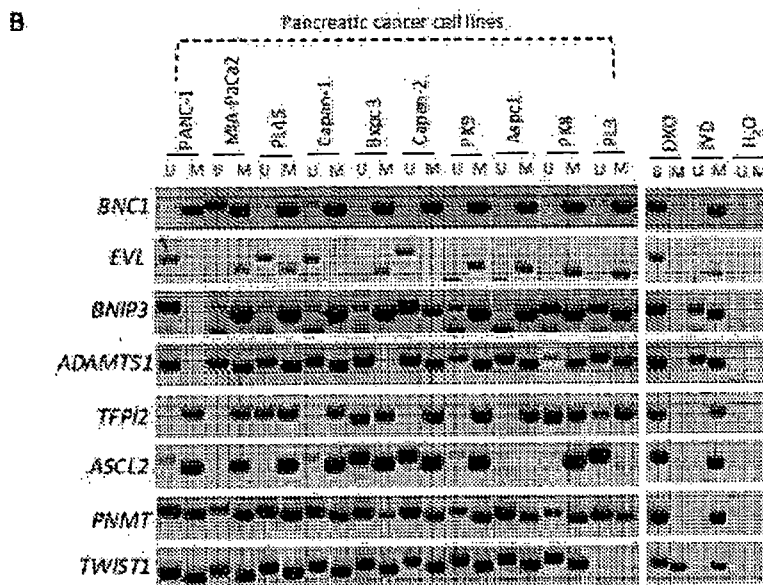 B
Pancreatic cancer cell lines
PANC-1 MIA-PaCa2 PL45 Capan-1 Bxpc3 Capan-2 PK9 Aspc1 PK8 PL3 DKO IVD H₂O
U M U M U M U M U M U M U M U M U M U M U M U M U M
BNC1
EVL
BNIP3
ADAMTS1
TFPI2
ASCL2
PNMT
TWIST1